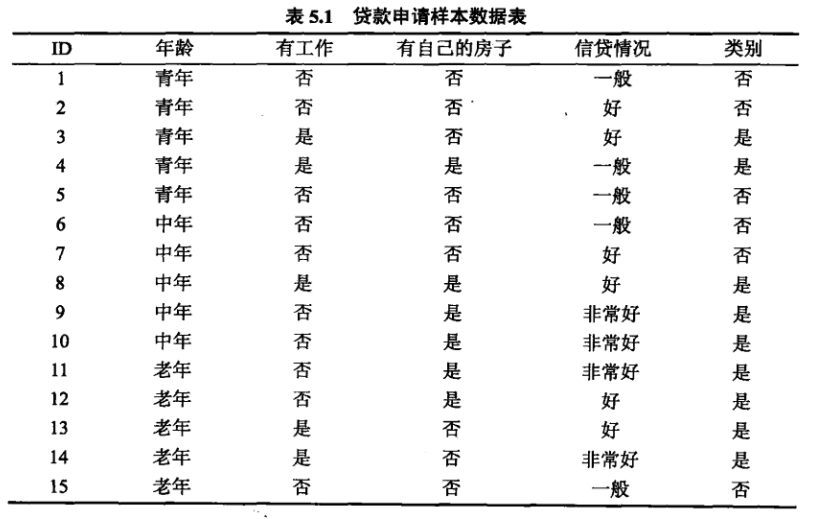 表 5.1 贷款申请样本数据表
ID 年龄 有工作 有自己的房子 信贷情况 类别
1 青年 否 否 一般 否
2 青年 否 否 好 否
3 青年 是 否 好 是
4 青年 是 是 一般 是
5 青年 否 否 一般 否
6 中年 否 否 一般 否
7 中年 否 否 好 否
8 中年 是 是 好 是
9 中年 否 是 非常好 是
10 中年 否 是 非常好 是
11 老年 否 是 非常好 是
12 老年 否 是 好 是
13 老年 是 否 好 是
14 老年 是 否 非常好 是
15 老年 否 否 一般 否